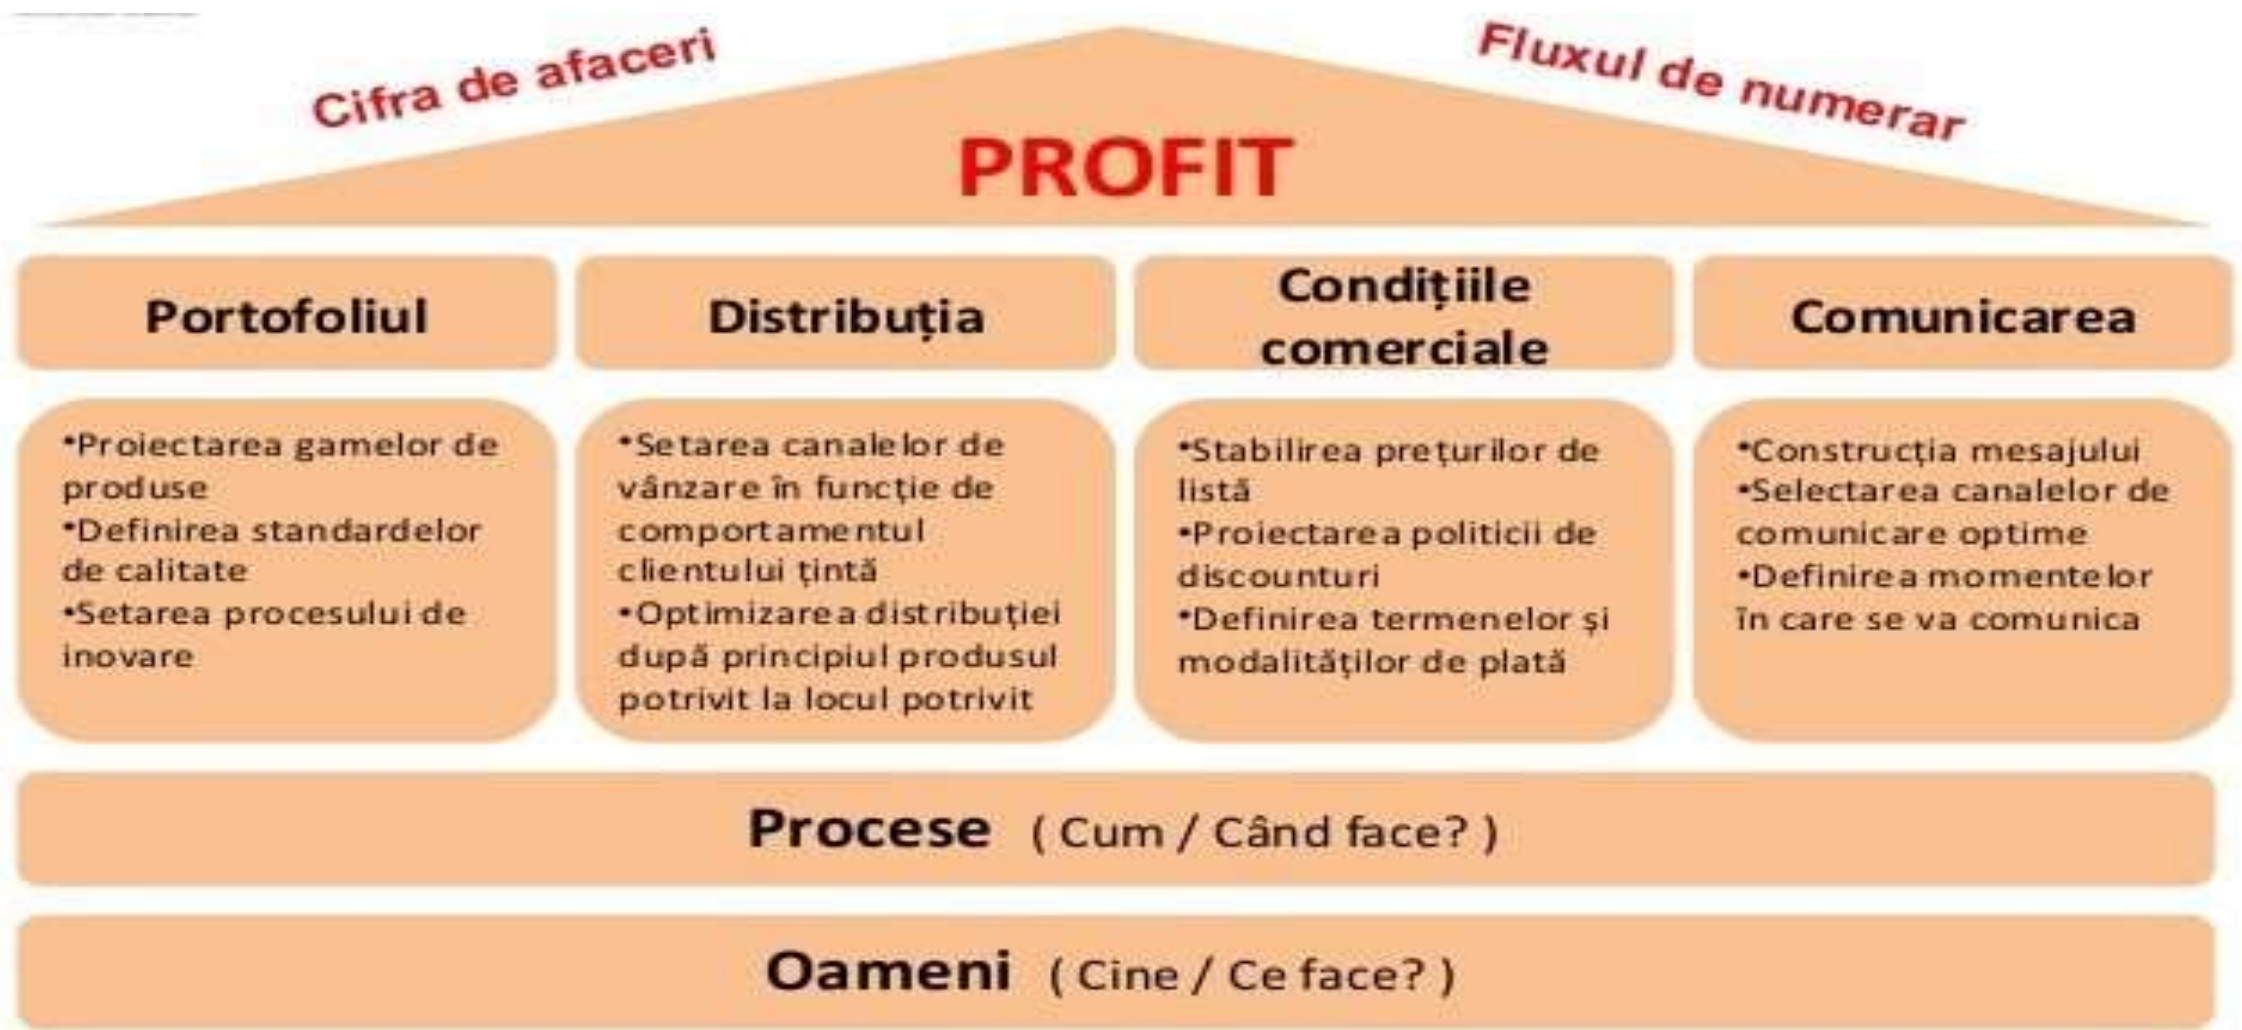 Cifra de afaceri
Fluxul de numerar
PROFIT
Portofoliul
•Proiectarea gamelor de
produse
•Definirea standardelor
de calitate
•Setarea procesului de
inovare
Distribuția
•Setarea canalelor de
vânzare în funcție de
comportamentul
clientului țintă
•Optimizarea distribuției
după principiul produsul
potrivit la locul potrivit
Condițiile
comerciale
•Stabilirea prețurilor de
listă
•Proiectarea politicii de
discounturi
•Definirea termenelor și
modalităților de plată
Comunicarea
•Construcția mesajului
•Selectarea canalelor de
comunicare optime
•Definirea momentelor
în care se va comunica
Procese ( Cum / Când face? )
Oameni ( Cine / Ce face? )